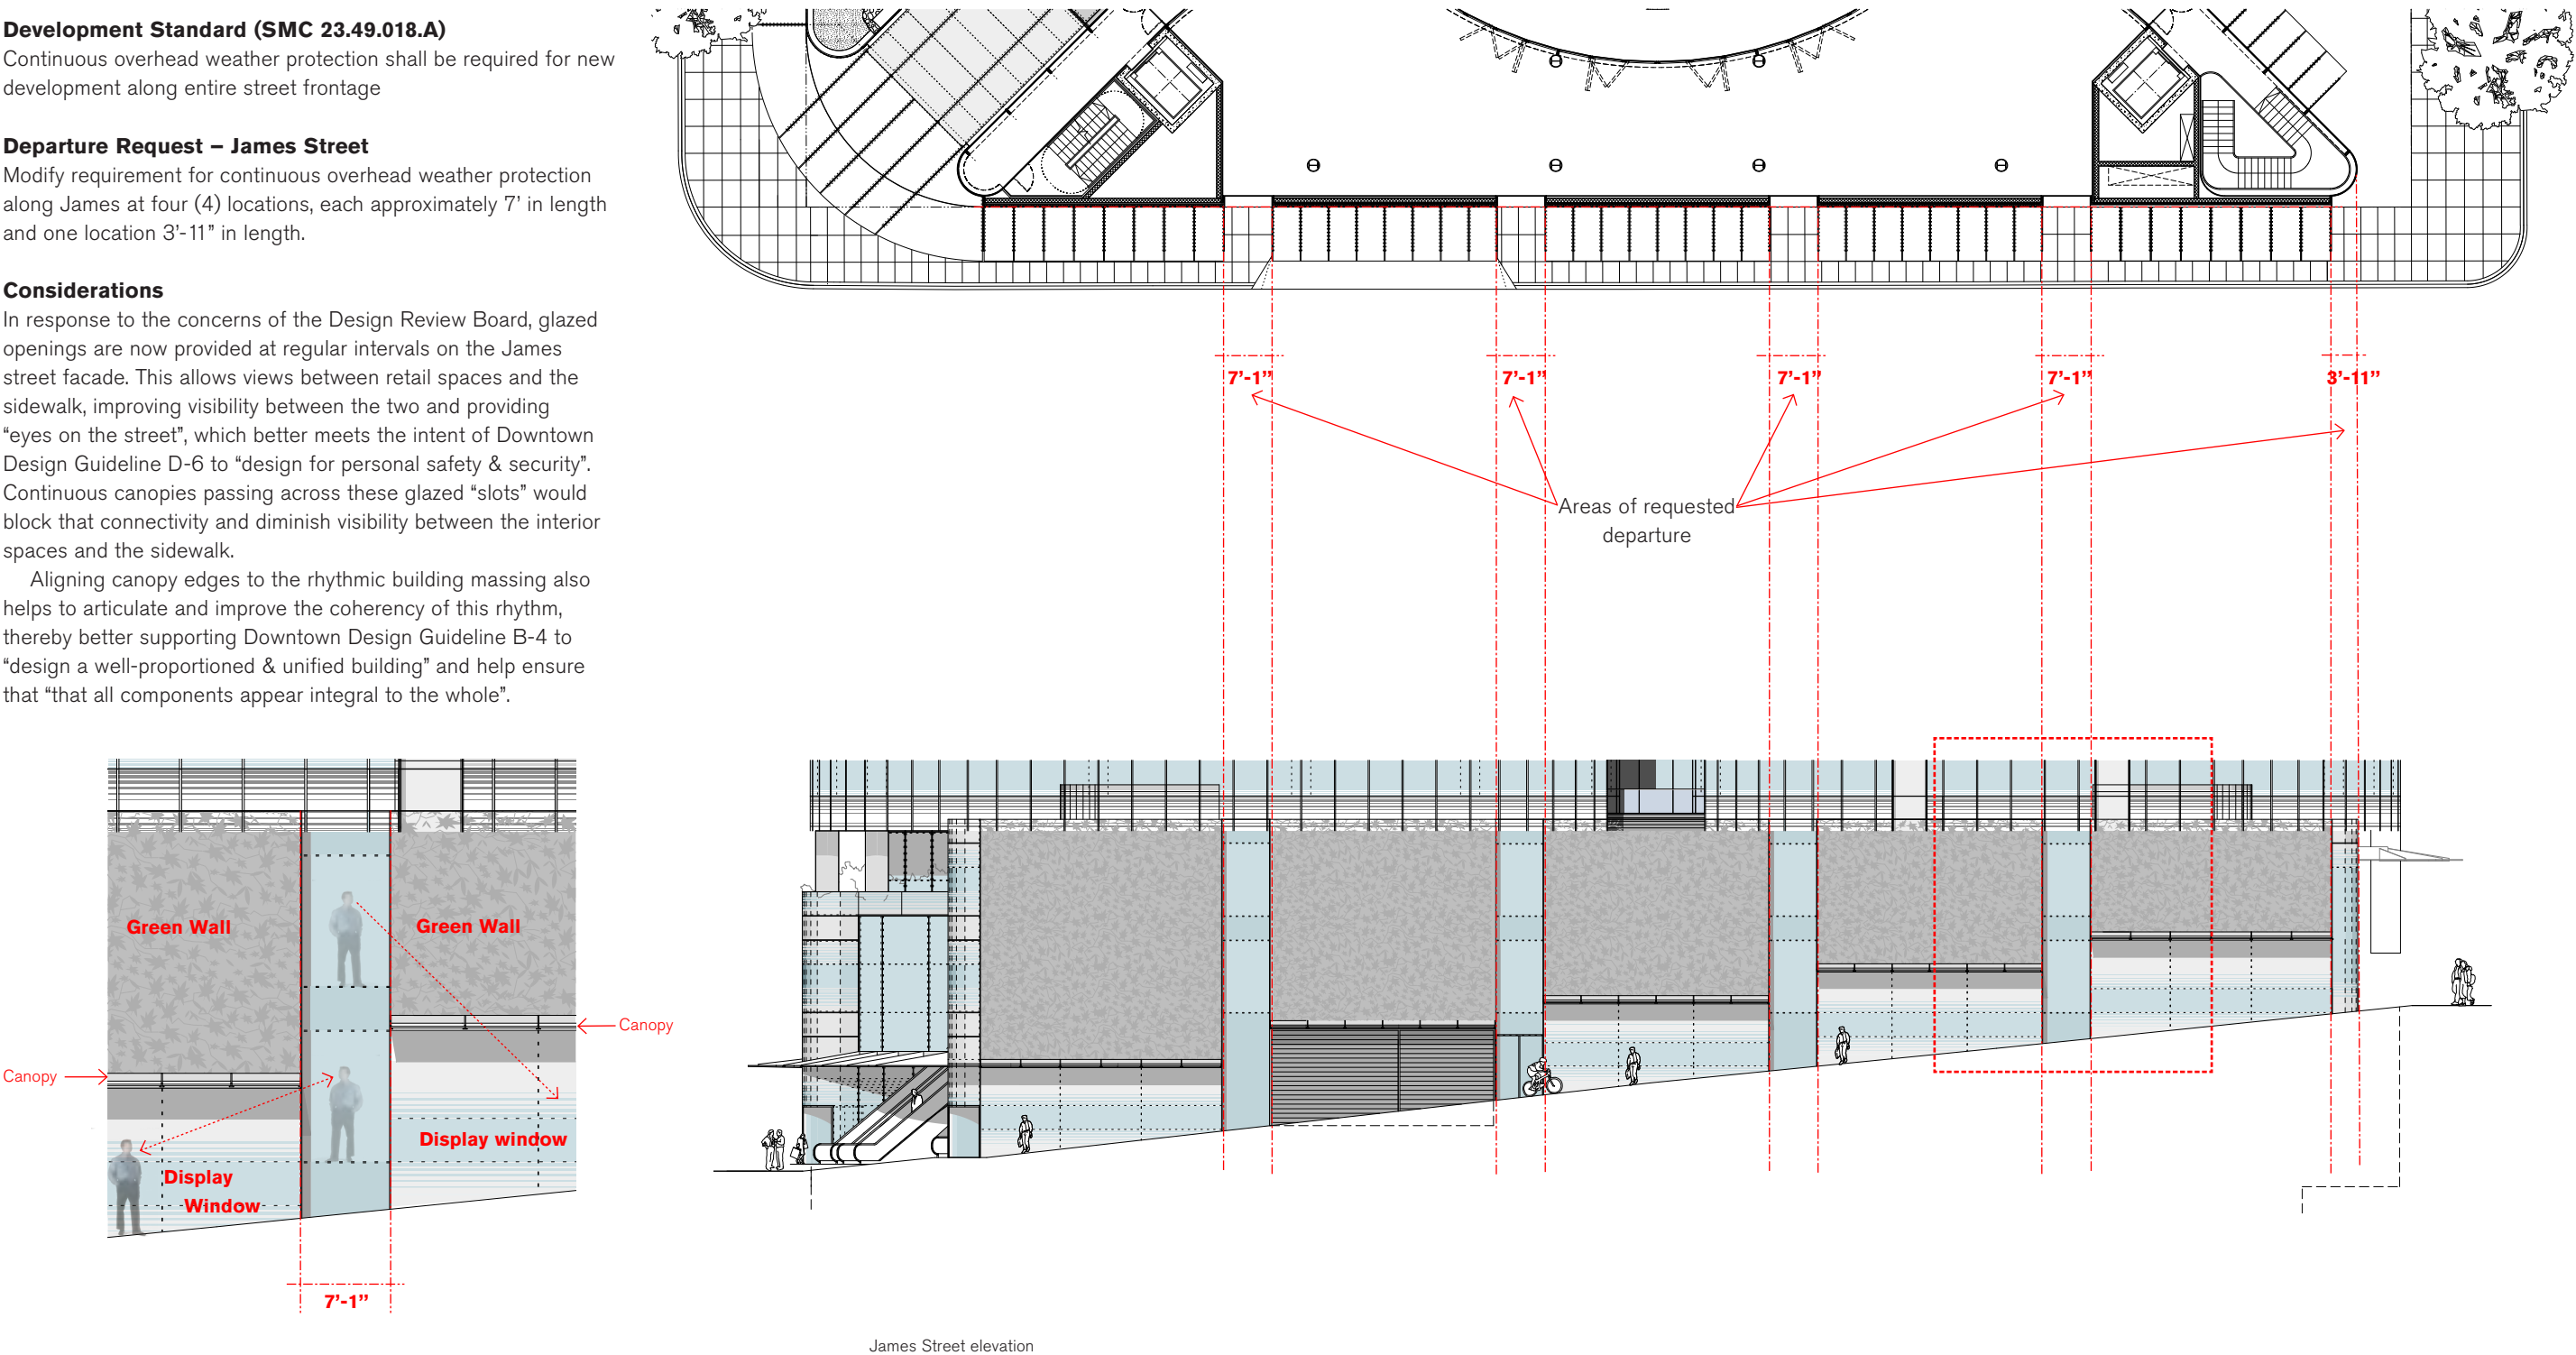 Development Standard (SMC 23.49.018.A)
Continuous overhead weather protection shall be required for new
development along entire street frontage
Departure Request – James Street
Modify requirement for continuous overhead weather protection
along James at four (4) locations, each approximately 7’ in length
and one location 3’-11” in length.
Considerations
In response to the concerns of the Design Review Board, glazed
openings are now provided at regular intervals on the James
street facade. This allows views between retail spaces and the
sidewalk, improving visibility between the two and providing
“eyes on the street”, which better meets the intent of Downtown
Design Guideline D-6 to “design for personal safety & security”.
Continuous canopies passing across these glazed “slots” would
block that connectivity and diminish visibility between the interior
spaces and the sidewalk.
Aligning canopy edges to the rhythmic building massing also
helps to articulate and improve the coherency of this rhythm,
thereby better supporting Downtown Design Guideline B-4 to
“design a well-proportioned & unified building” and help ensure
that “that all components appear integral to the whole”.
7’-1”
7’-1”
7’-1”
7’-1”
3’-11”
Areas of requested
departure
Green Wall
Green Wall
Canopy
Canopy
Display window
Display
Window
7’-1”
James Street elevation